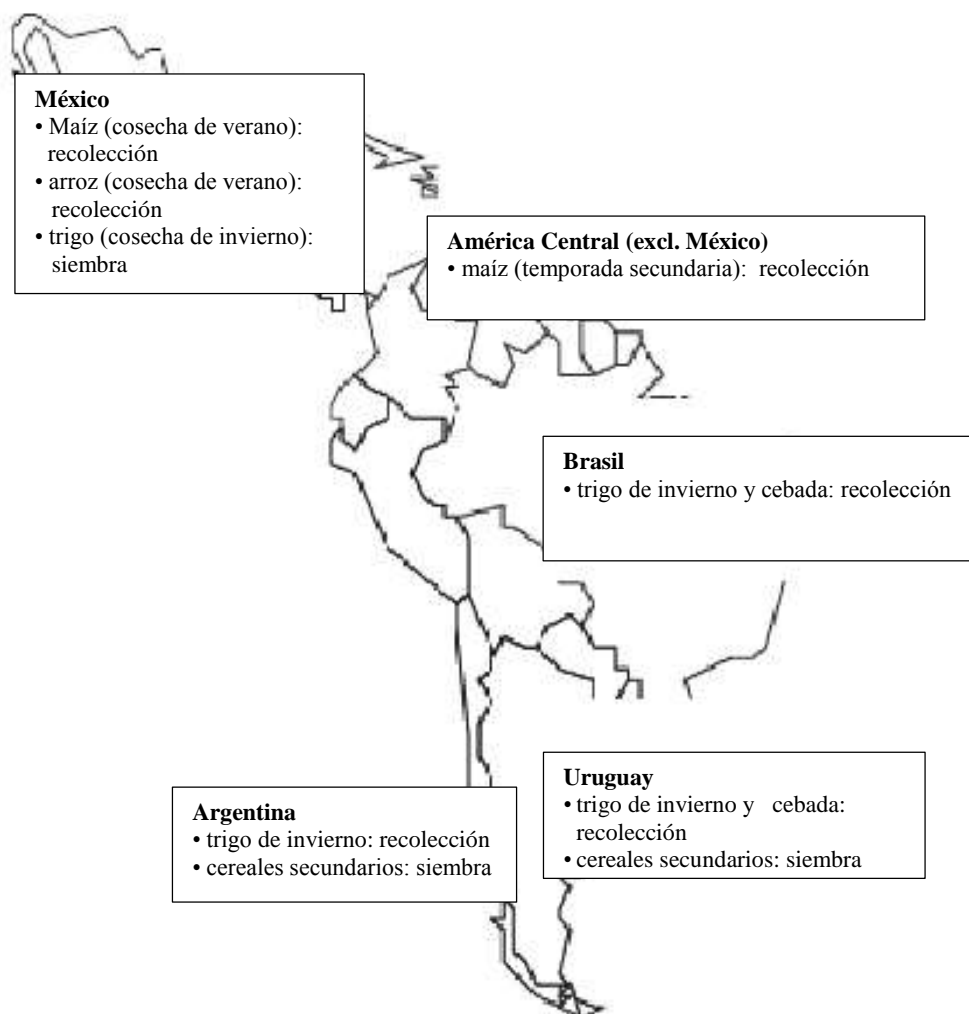 México
• Maíz (cosecha de verano):
recolección
• arroz (cosecha de verano):
recolección
• trigo (cosecha de invierno):
siembra
América Central (excl. México)
• maíz (temporada secundaria): recolección
Brasil
• trigo de invierno y cebada: recolección
Uruguay
• trigo de invierno y cebada:
recolección
• cereales secundarios: siembra
Argentina
• trigo de invierno: recolección
• cereales secundarios: siembra